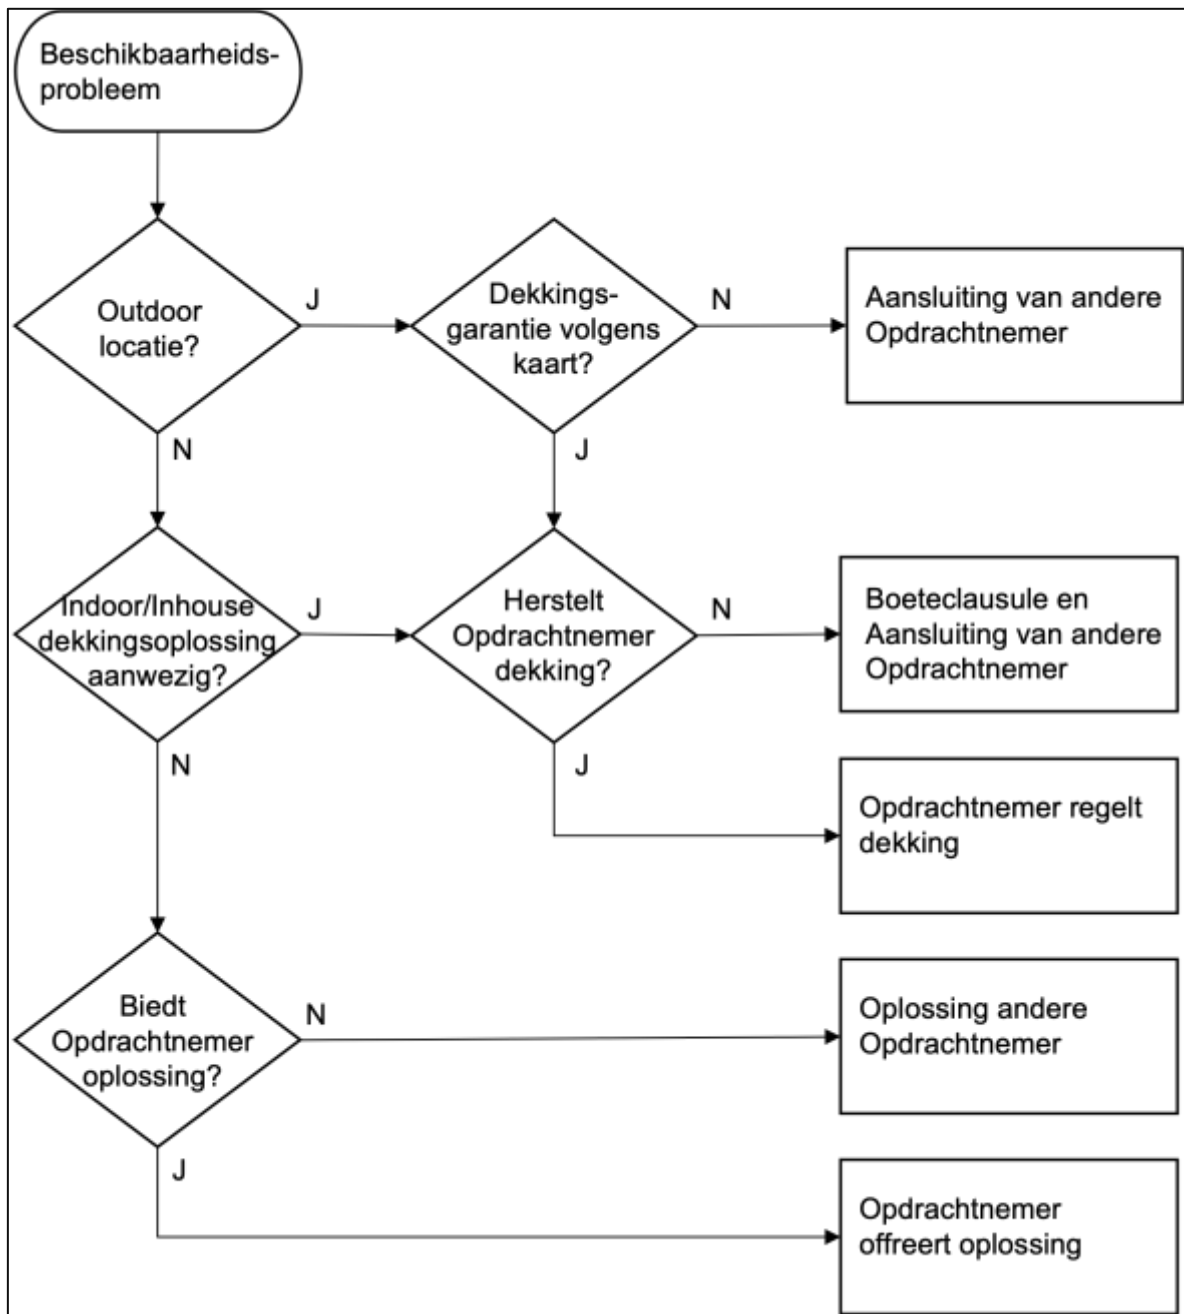 Beschikbaarheids-
probleem
Outdoor
locatie?
J
N
Dekkings-
garantie volgens
kaart?
N
J
Aansluiting van andere
Opdrachtnemer
Indoor/Inhouse
dekkingsoplossing
aanwezig?
J
N
Herstelt
Opdrachtnemer
dekking?
N
J
Boeteclausule en
Aansluiting van andere
Opdrachtnemer
Opdrachtnemer regelt
dekking
Biedt
Opdrachtnemer
oplossing?
N
J
Oplossing andere
Opdrachtnemer
Opdrachtnemer
offreert oplossing